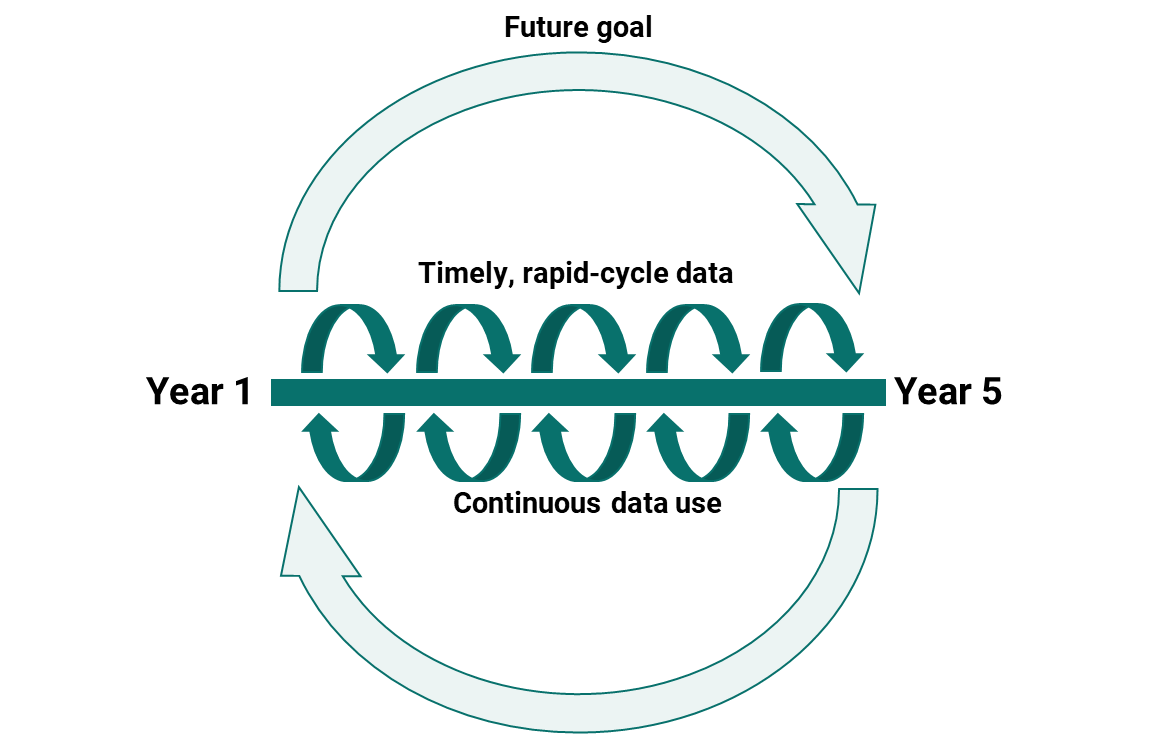 Future goal
Timely, rapid-cycle data
Year 1
Year 5
Continuous data use